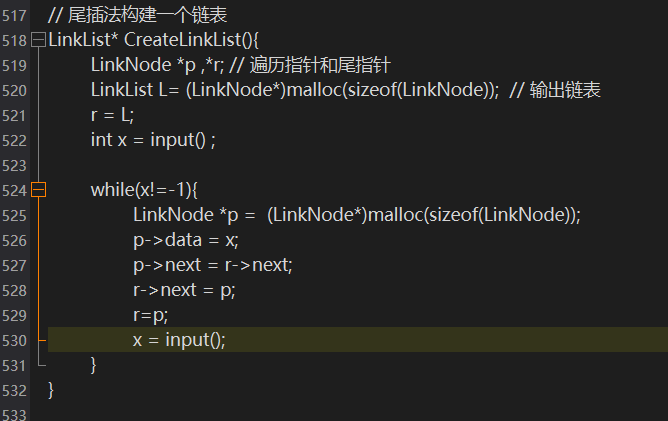 517 // 尾插法构建一个链表
518 LinkList* CreateLinkList(){
519 LinkNode *p ,*r; // 遍历指针和尾指针
520 LinkList L= (LinkNode*)malloc(sizeof(LinkNode)); // 输出链表
521 r = L;
522 int x = input() ;
523
524 while(x!=-1){
525 LinkNode *p = (LinkNode*)malloc(sizeof(LinkNode));
526 p->data = x;
527 p->next = r->next;
528 r->next = p;
529 r=p;
530 x = input();
531 }
532 }
533